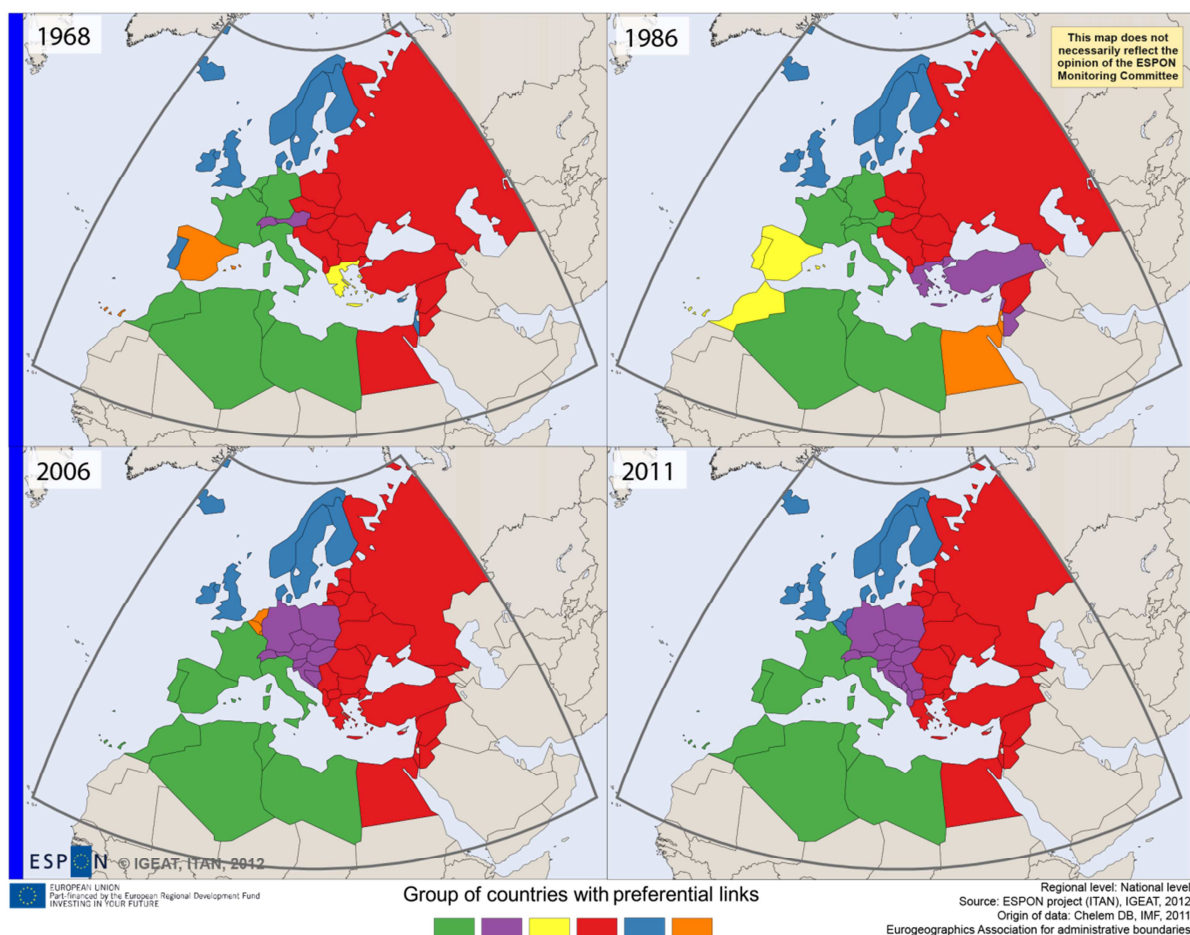 1968
1986
This map does not
necessarily reflect the
opinion of the ESPON
Monitoring Committee
2006
2011
ESPON © IGEAT, ITAN, 2012
EUROPEAN UNION
Part-financed by the European Regional Development Fund
INVESTING IN YOUR FUTURE
Group of countries with preferential links
Regional level: National level
Source: ESPON project (ITAN), IGEAT, 2012
Origin of data: Chelem DB, IMF, 2011
Eurogeographics Association for administrative boundaries